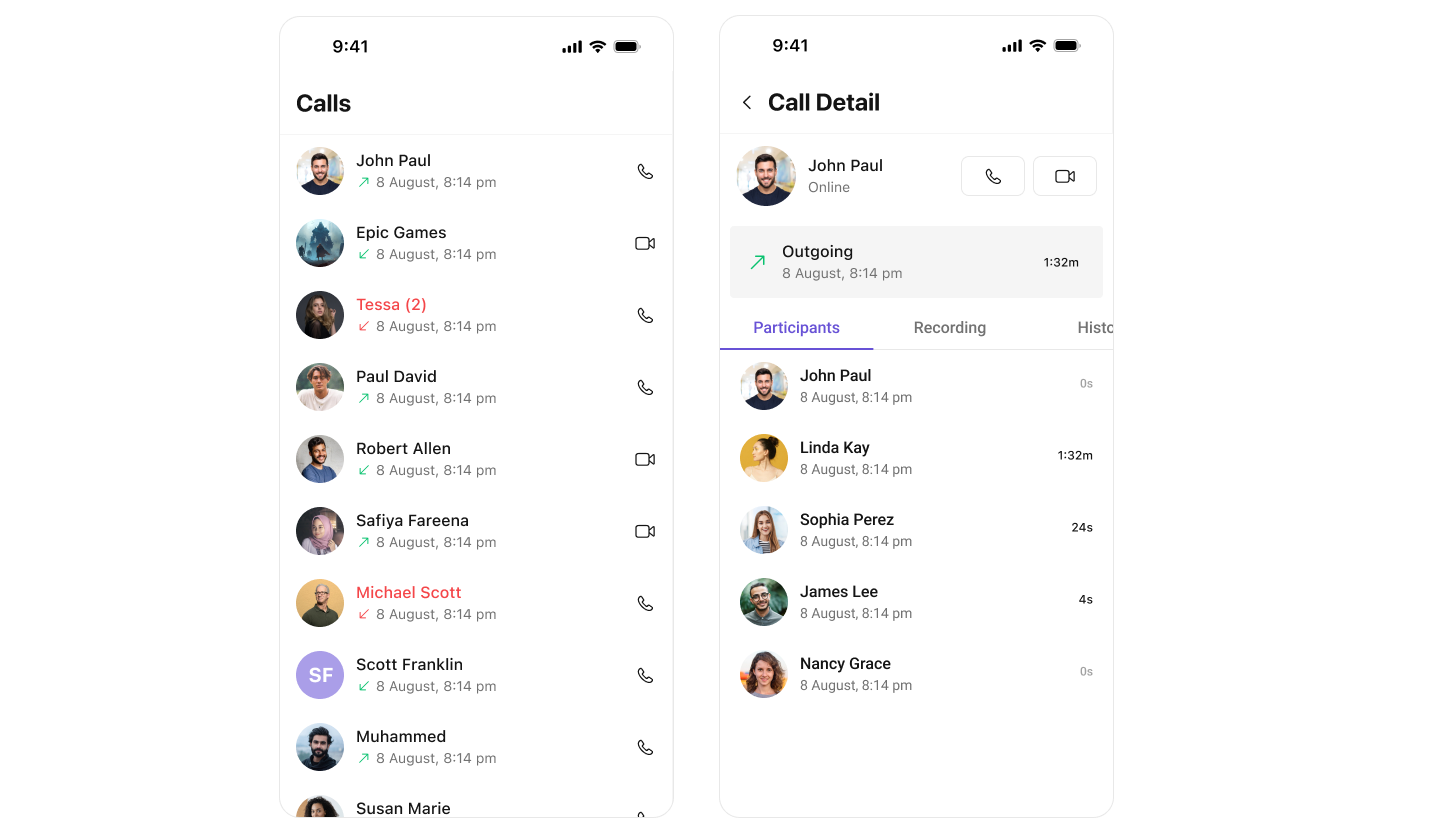 9:41
Calls
John Paul
8 August, 8:14 pm
Epic Games
8 August, 8:14 pm
Tessa (2)
8 August, 8:14 pm
Paul David
8 August, 8:14 pm
Robert Allen
8 August, 8:14 pm
Safiya Fareena
8 August, 8:14 pm
Michael Scott
8 August, 8:14 pm
SF
Scott Franklin
8 August, 8:14 pm
Muhammed
8 August, 8:14 pm
Susan Marie
9:41
Call Detail
John Paul
Online
Outgoing
8 August, 8:14 pm
1:32m
Participants Recording Histo
John Paul
8 August, 8:14 pm
0s
Linda Kay
8 August, 8:14 pm
1:32m
Sophia Perez
8 August, 8:14 pm
24s
James Lee
8 August, 8:14 pm
4s
Nancy Grace
8 August, 8:14 pm
0s